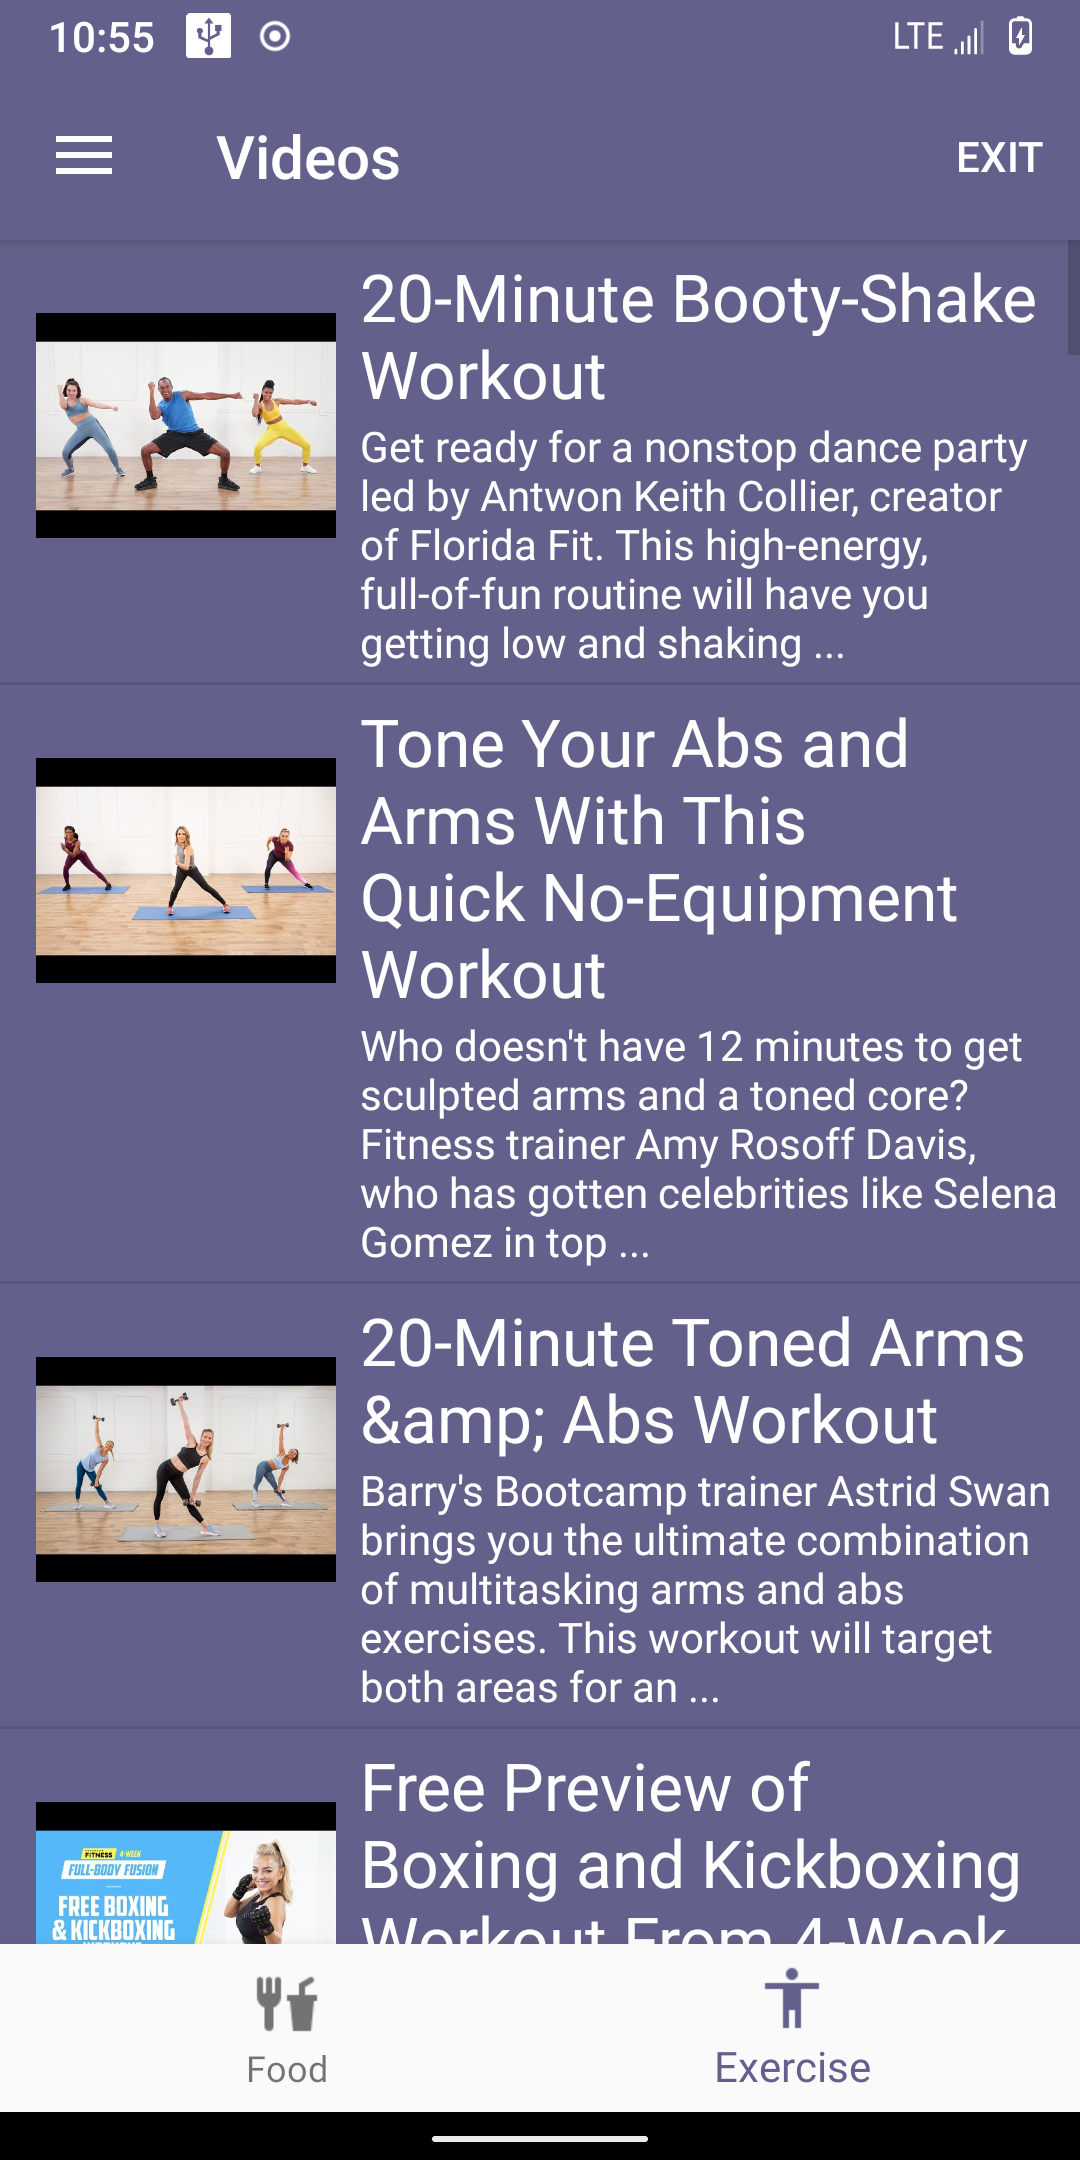 10:55
LTE
Videos
EXIT
20-Minute Booty-Shake
Workout
Get ready for a nonstop dance party
led by Antwon Keith Collier, creator
of Florida Fit. This high-energy,
full-of-fun routine will have you
getting low and shaking ...
Tone Your Abs and
Arms With This
Quick No-Equipment
Workout
Who doesn't have 12 minutes to get
sculpted arms and a toned core?
Fitness trainer Amy Rosoff Davis,
who has gotten celebrities like Selena
Gomez in top ...
20-Minute Toned Arms
&amp; Abs Workout
Barry's Bootcamp trainer Astrid Swan
brings you the ultimate combination
of multitasking arms and abs
exercises. This workout will target
both areas for an ...
Free Preview of
Boxing and Kickboxing
Workout From 4-Week
FITNESS 4-WEEK
FULL-BODY FUSION
FREE BOXING
& KICKBOXING
Food
Exercise